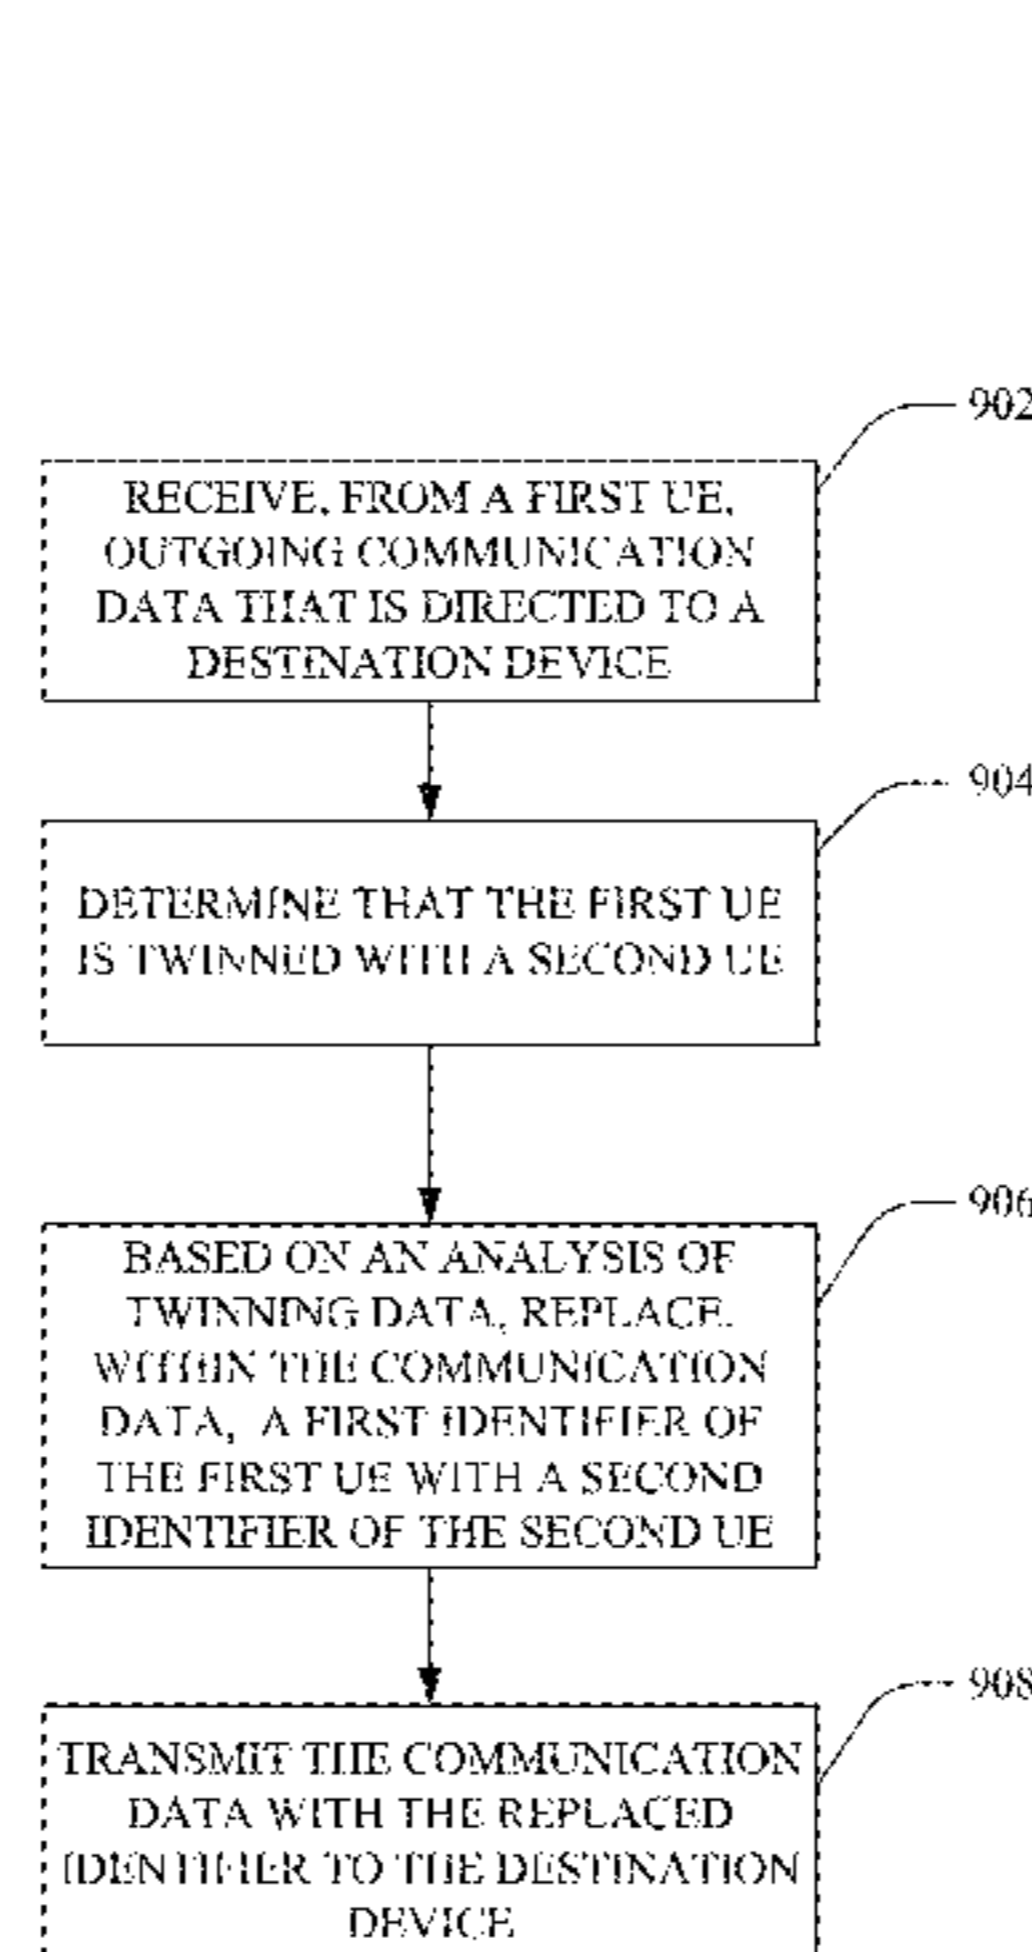 902
RECEIVE, FROM A FIRST UE,
OUTGOING COMMUNICATION
DATA THAT IS DIRECTED TO A
DESTINATION DEVICE
904
DETERMINE THAT THE FIRST UE
IS TWINNED WITH A SECOND UE
906
BASED ON AN ANALYSIS OF
TWINNING DATA, REPLACE,
WITHIN THE COMMUNICATION
DATA, A FIRST IDENTIFIER OF
THE FIRST UE WITH A SECOND
IDENTIFIER OF THE SECOND UE
908
TRANSMIT THE COMMUNICATION
DATA WITH THE REPLACED
IDENTIFIER TO THE DESTINATION
DEVICE